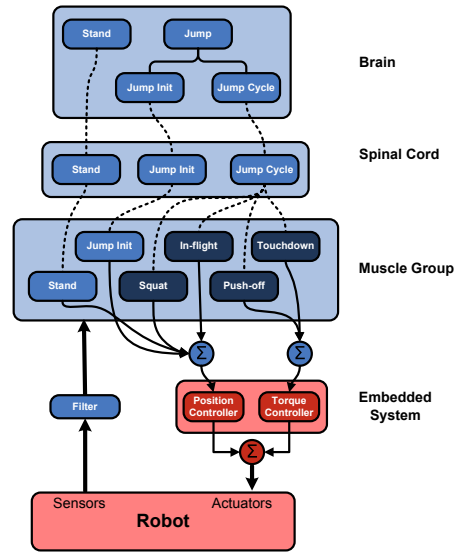 Stand
Jump
Brain
Jump Init
Jump Cycle
Spinal Cord
Stand
Jump Init
Jump Cycle
Jump Init
In-flight
Touchdown
Muscle Group
Stand
Squat
Push-off
Σ
Σ
Filter
Position
Controller
Torque
Controller
Embedded
System
Σ
Sensors
Actuators
Robot